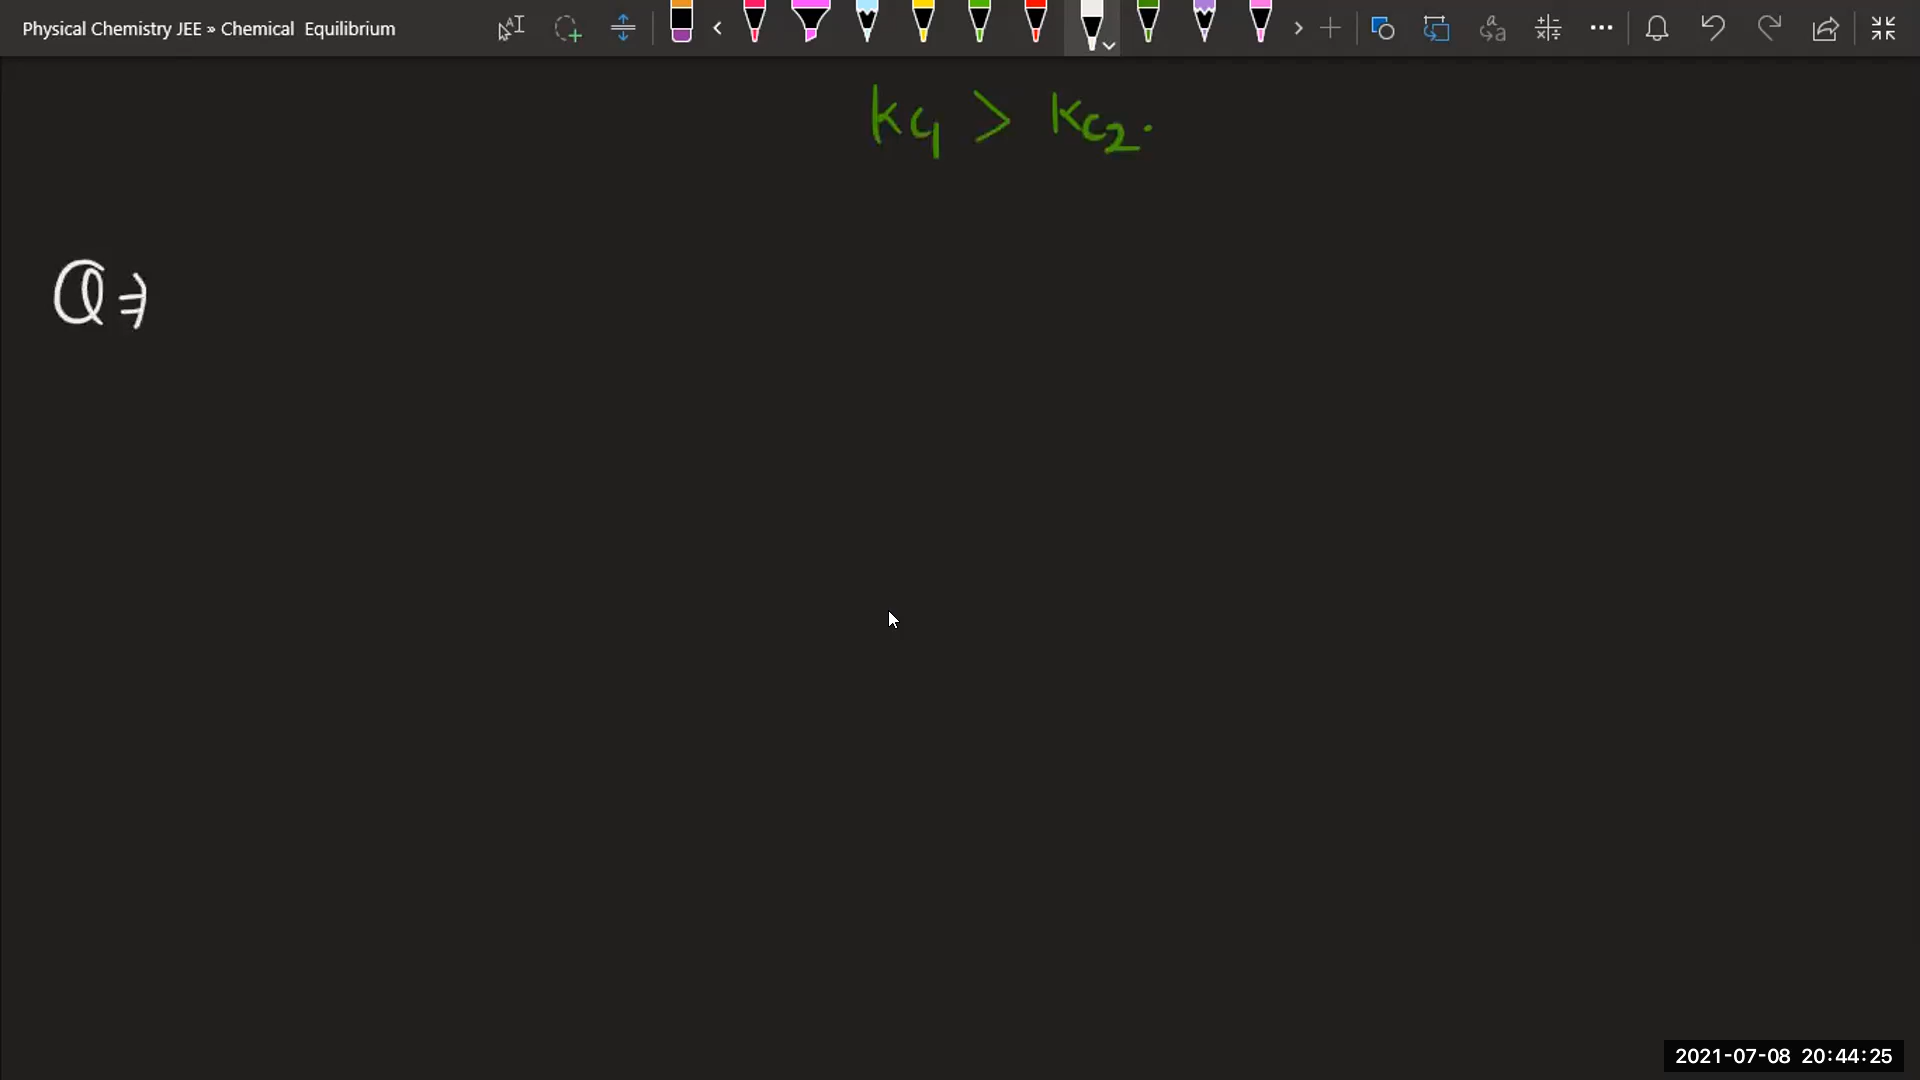 Physical Chemistry JEE » Chemical Equilibrium
Kc₁ > Kc₂.
Q ⇒
2021-07-08 20:44:25